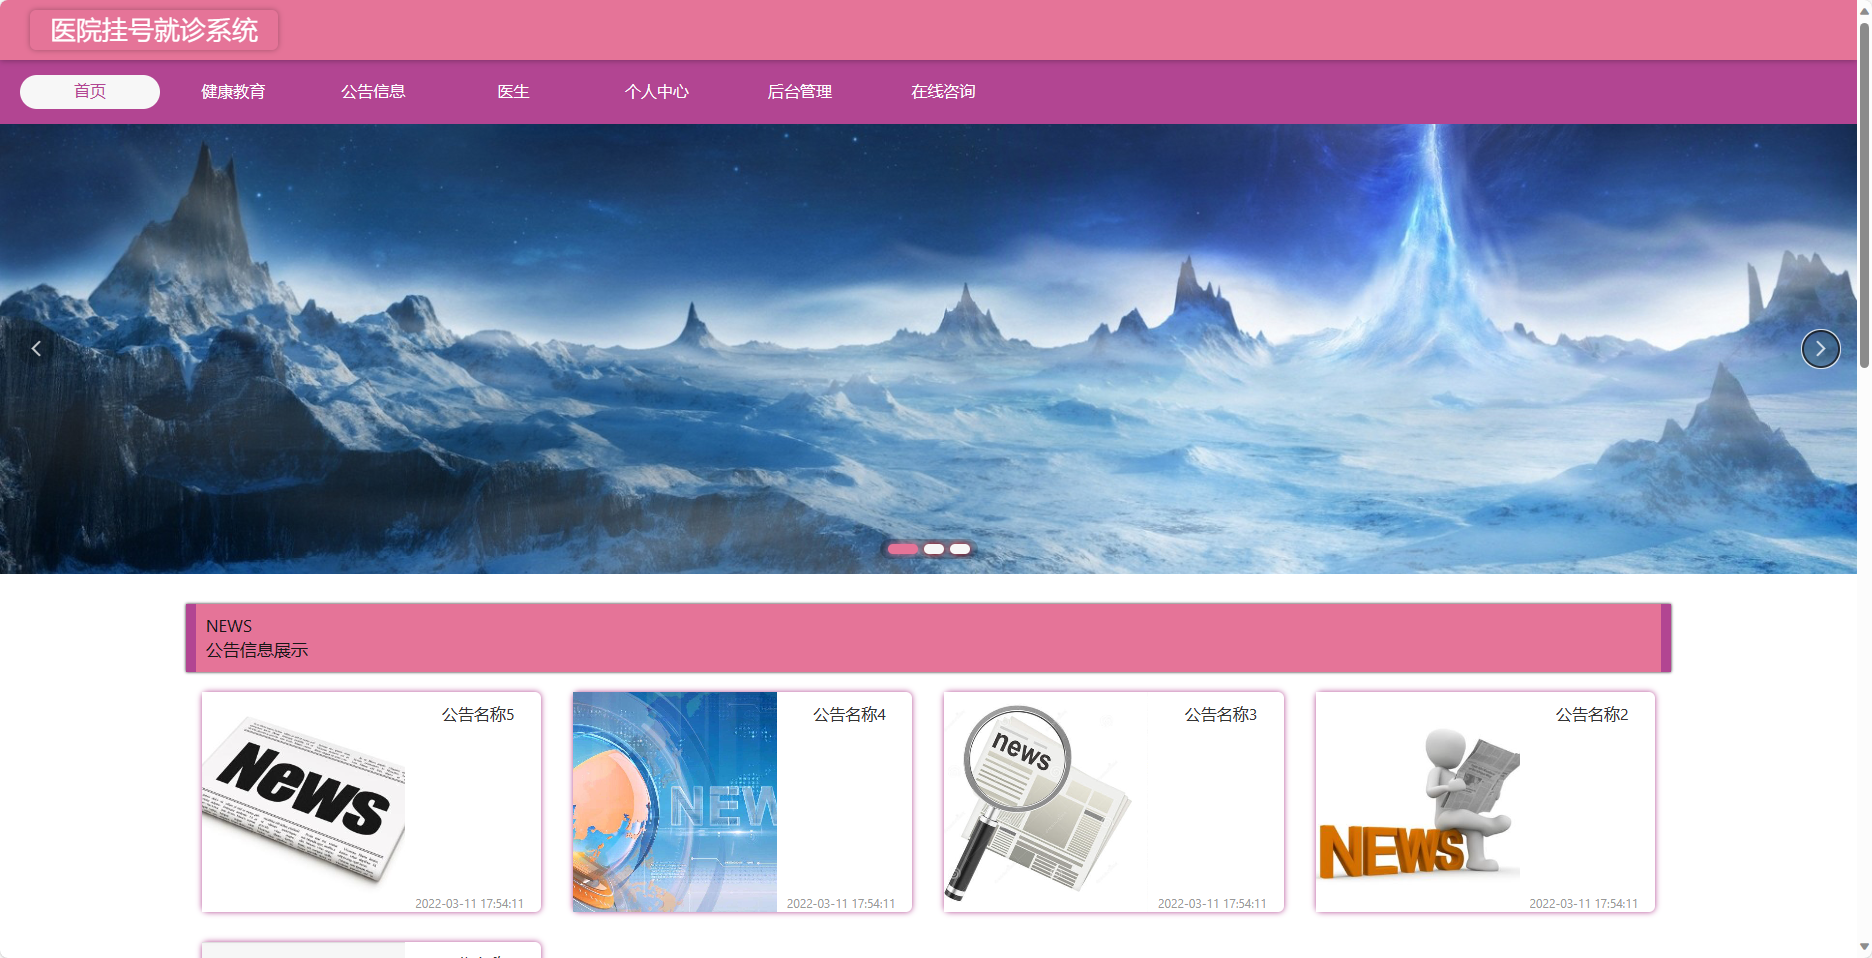 医院挂号就诊系统
首页 健康教育 公告信息 医生 个人中心 后台管理 在线咨询
NEWS
公告信息展示
News
公告名称5
2022-03-11 17:54:11
NEW
公告名称4
2022-03-11 17:54:11
news
公告名称3
2022-03-11 17:54:11
NEWS
公告名称2
2022-03-11 17:54:11